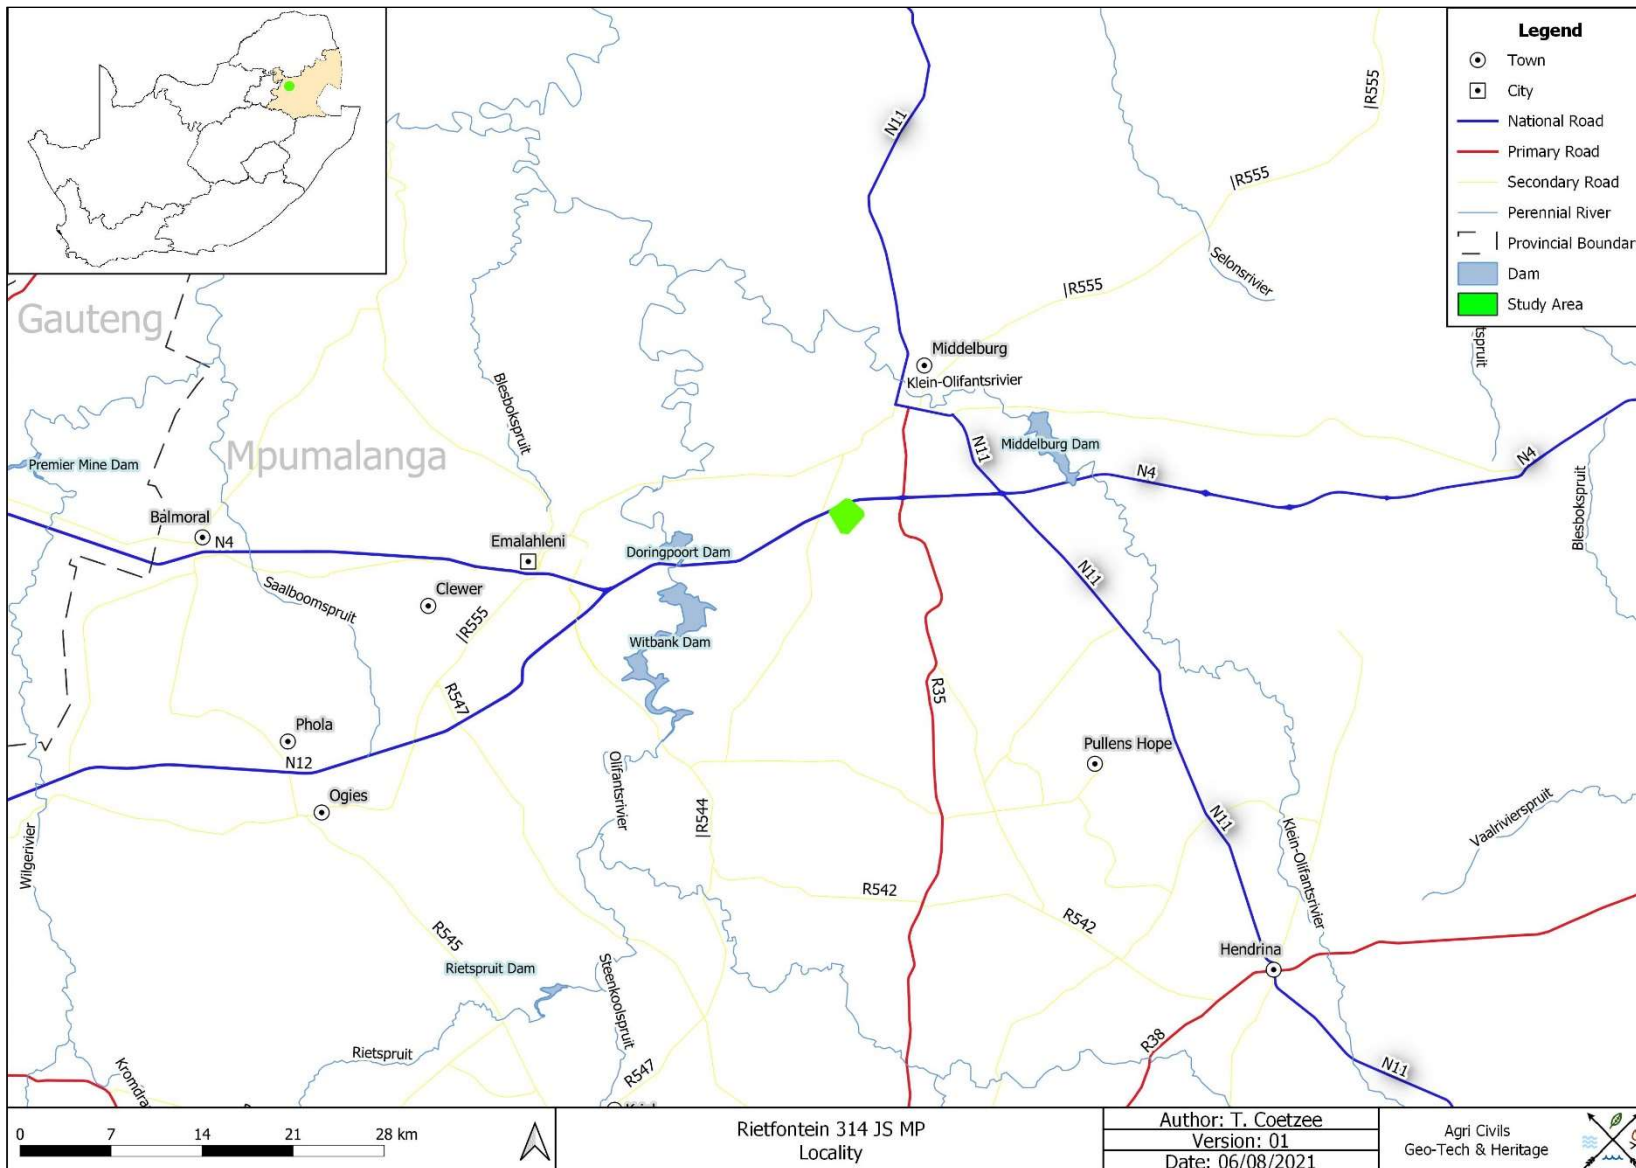 Legend
Town
City
National Road
Primary Road
Secondary Road
Perennial River
Provincial Boundar
Dam
Study Area
N11
|R555
|R555
Selonsrivier
|R555
Gauteng
Middelburg
Klein-Olifantsrivier
tspruit
Blesbokspruit
Mpumalanga
Premier Mine Dam
Middelburg Dam
N11
N4
N4
Blesbokspruit
Balmoral
N4
Emalahleni
Doringpoort Dam
Clewer
|R555
Saalboomspruit
N11
Witbank Dam
R547
R35
Phola
N12
Pullens Hope
Olifantsrivier
Ogies
|R544
N11
Klein-Olifantsrivier
Vaalrivierspruit
Wilgerivier
R542
R542
R545
Hendrina
Rietspruit Dam
Steenkoolspruit
Rietspruit
R38
R547
N11
Kromdra
0 7 14 21 28 km
Rietfontein 314 JS MP
Locality
Author: T. Coetzee
Version: 01
Date: 06/08/2021
Agri Civils
Geo-Tech & Heritage